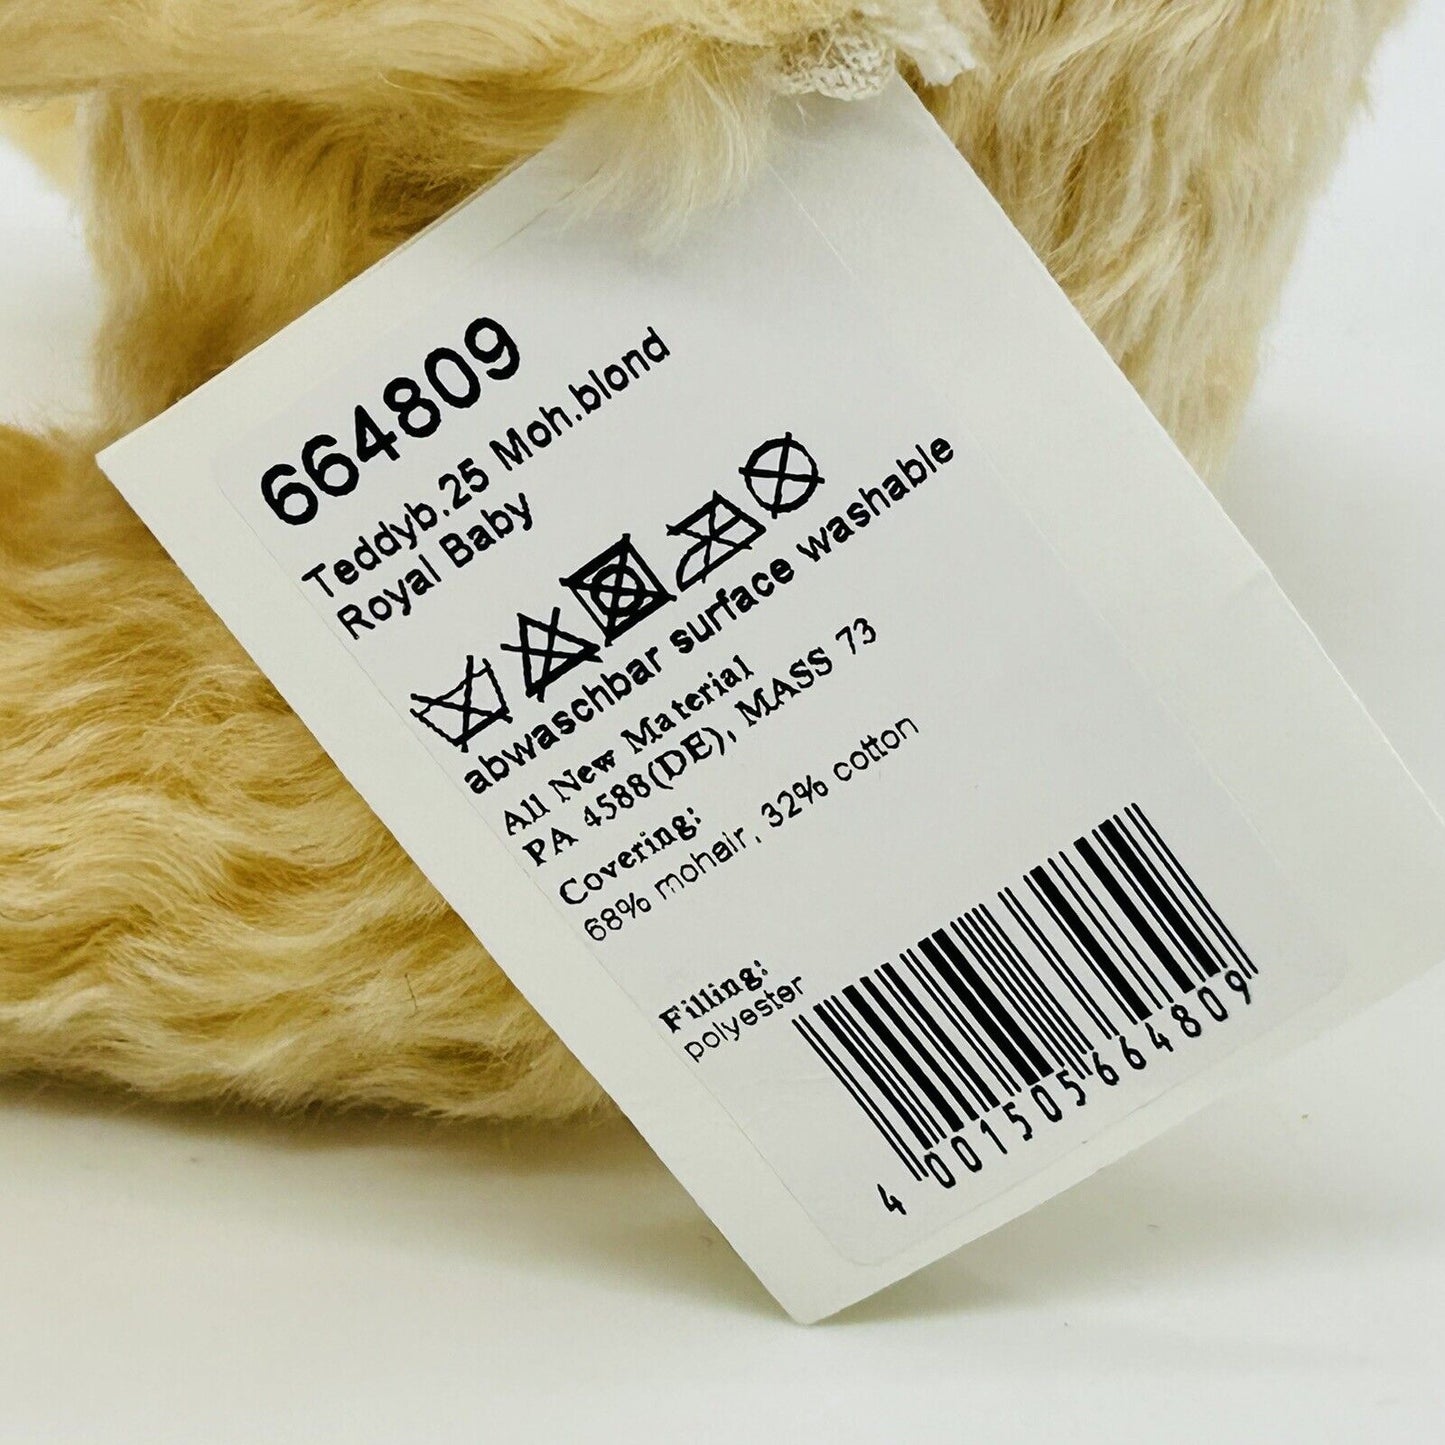 664809
Teddyb.25 Moh.blond
Royal Baby
abwaschbar surface washable
All New Material
PA 4588(DE), MASS 73
Covering:
68% mohair, 32% cotton
Filling:
polyester
4 001505 664809